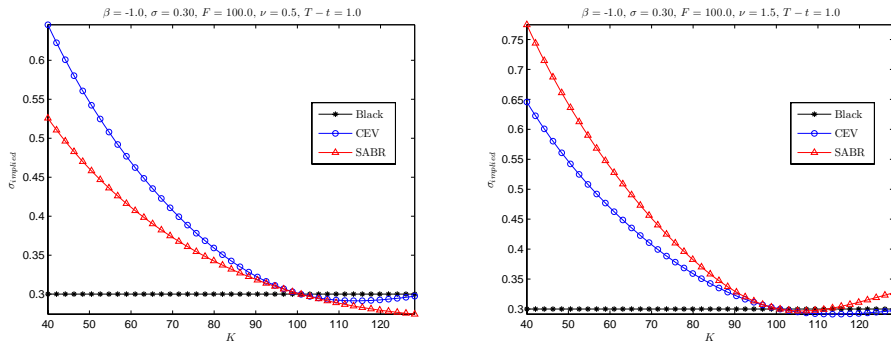 β = -1.0, σ = 0.30, F = 100.0, ν = 0.5, T − t = 1.0
0.6
0.55
0.5
0.45
0.4
0.35
0.3
σimplied
Black
CEV
SABR
40 50 60 70 80 90 100 110 120
K
β = -1.0, σ = 0.30, F = 100.0, ν = 1.5, T − t = 1.0
0.75
0.7
0.65
0.6
0.55
0.5
0.45
0.4
0.35
0.3
σimplied
Black
CEV
SABR
40 50 60 70 80 90 100 110 120
K